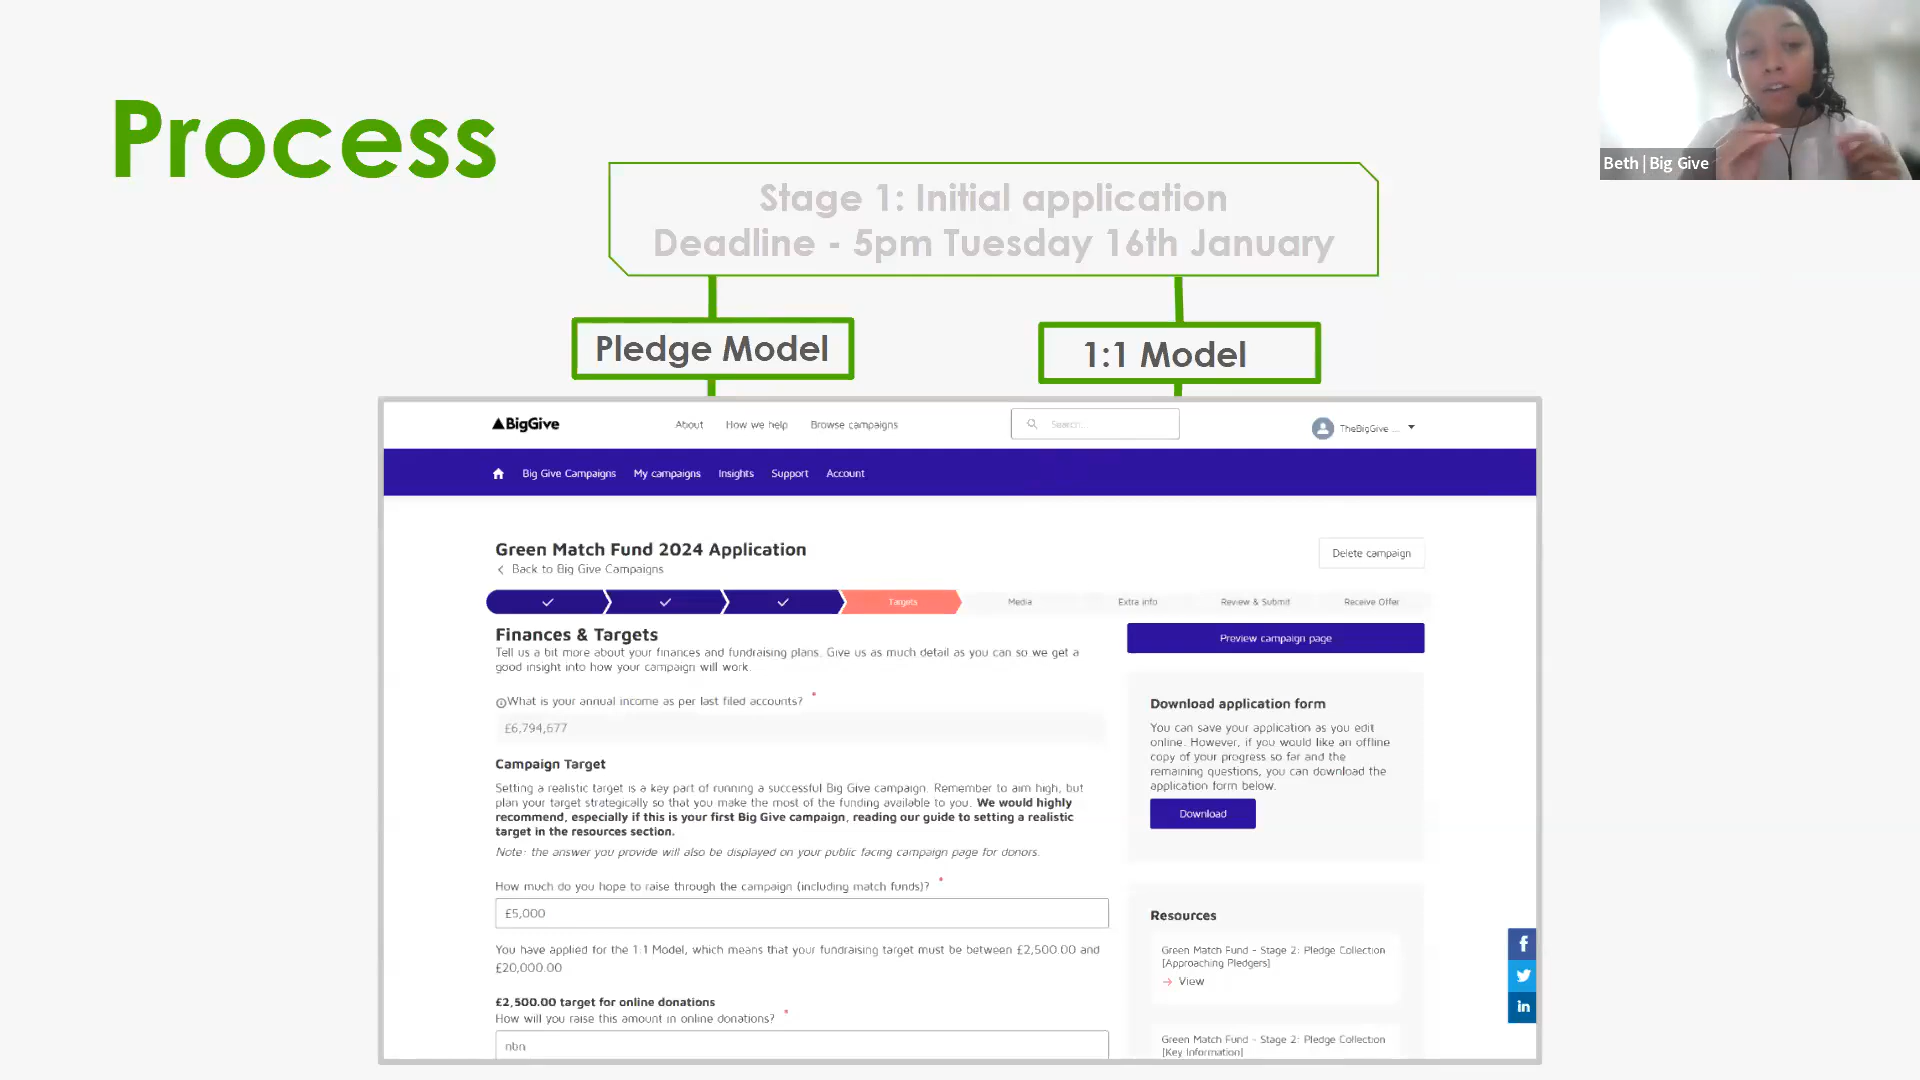 Process
Beth | Big Give
Stage 1: Initial application
Deadline - 5pm Tuesday 16th January
Pledge Model
1:1 Model
BigGive
About
How we help
Browse campaigns
Search...
TheBigGive ...
Big Give Campaigns
My campaigns
Insights
Support
Account
Green Match Fund 2024 Application
Delete campaign
Back to Big Give Campaigns
Targets
Media
Extra info
Review & Submit
Receive Offer
Finances & Targets
Tell us a bit more about your finances and fundraising plans. Give us as much detail as you can so we get a
good insight into how your campaign will work.
What is your annual income as per last filed accounts? *
£6,794,677
Campaign Target
Setting a realistic target is a key part of running a successful Big Give campaign. Remember to aim high, but
plan your target strategically so that you make the most of the funding available to you. We would highly
recommend, especially if this is your first Big Give campaign, reading our guide to setting a realistic
target in the resources section.
Note: the answer you provide will also be displayed on your public facing campaign page for donors.
How much do you hope to raise through the campaign (including match funds)? *
£5,000
You have applied for the 1:1 Model, which means that your fundraising target must be between £2,500.00 and
£20,000.00
£2,500.00 target for online donations
How will you raise this amount in online donations? *
nbn
Preview campaign page
Download application form
You can save your application as you edit
online. However, if you would like an offline
copy of your progress so far and the
remaining questions, you can download the
application form below.
Download
Resources
Green Match Fund - Stage 2: Pledge Collection
[Approaching Pledgers]
View
Green Match Fund - Stage 2: Pledge Collection
[Key Information]
f
in